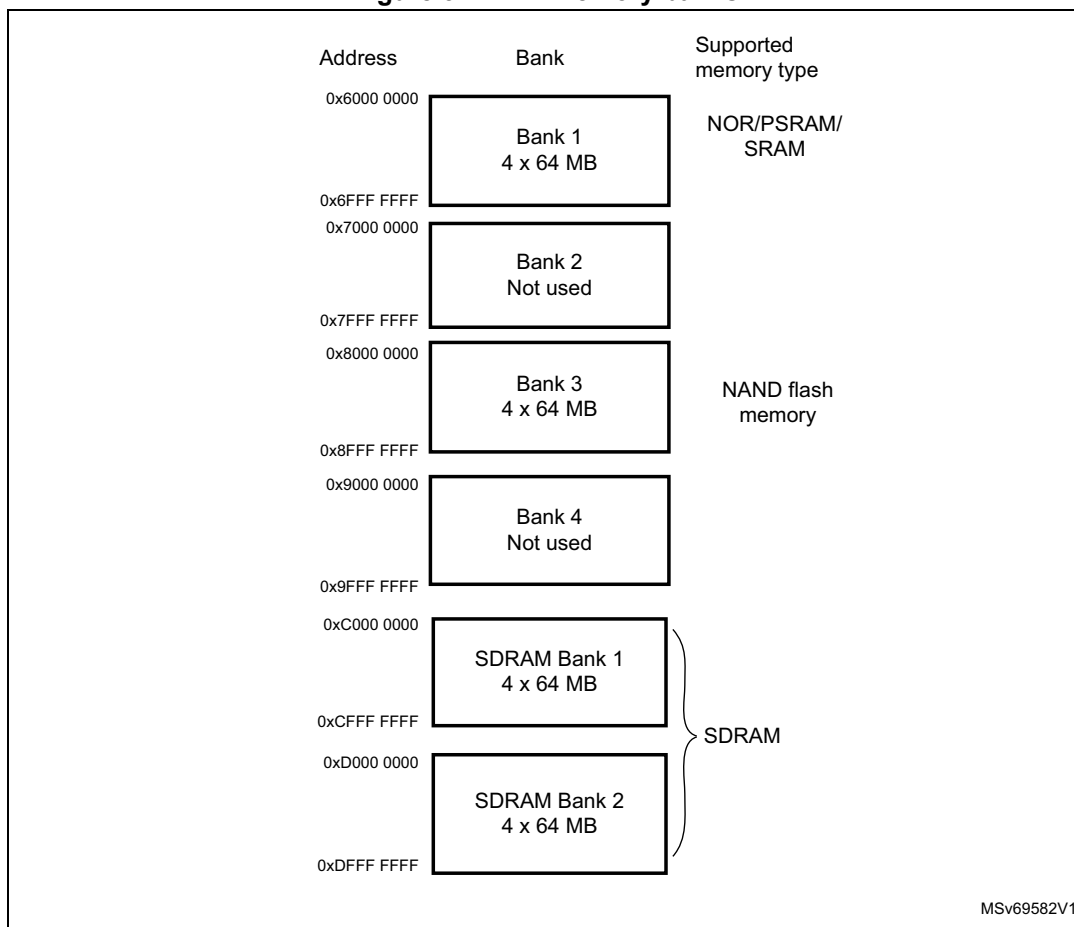 Address
Bank
Supported
memory type
0x6000 0000
Bank 1
4 x 64 MB
NOR/PSRAM/
SRAM
0x6FFF FFFF
0x7000 0000
Bank 2
Not used
0x7FFF FFFF
0x8000 0000
Bank 3
4 x 64 MB
NAND flash
memory
0x8FFF FFFF
0x9000 0000
Bank 4
Not used
0x9FFF FFFF
0xC000 0000
SDRAM Bank 1
4 x 64 MB
0xCFFF FFFF
SDRAM
0xD000 0000
SDRAM Bank 2
4 x 64 MB
0xDFFF FFFF
MSv69582V1